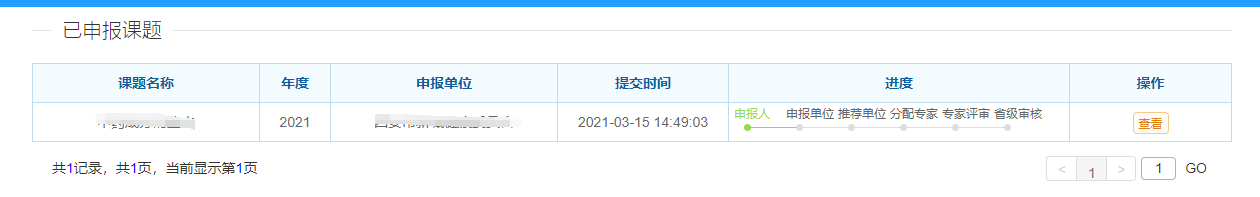 已申报课题
课题名称 年度 申报单位 提交时间 进度 操作
2021 2021-03-15 14:49:03 申报人 申报单位 推荐单位 分配专家 专家评审 省级审核 查看
共1记录，共1页，当前显示第1页 < 1 > 1 GO